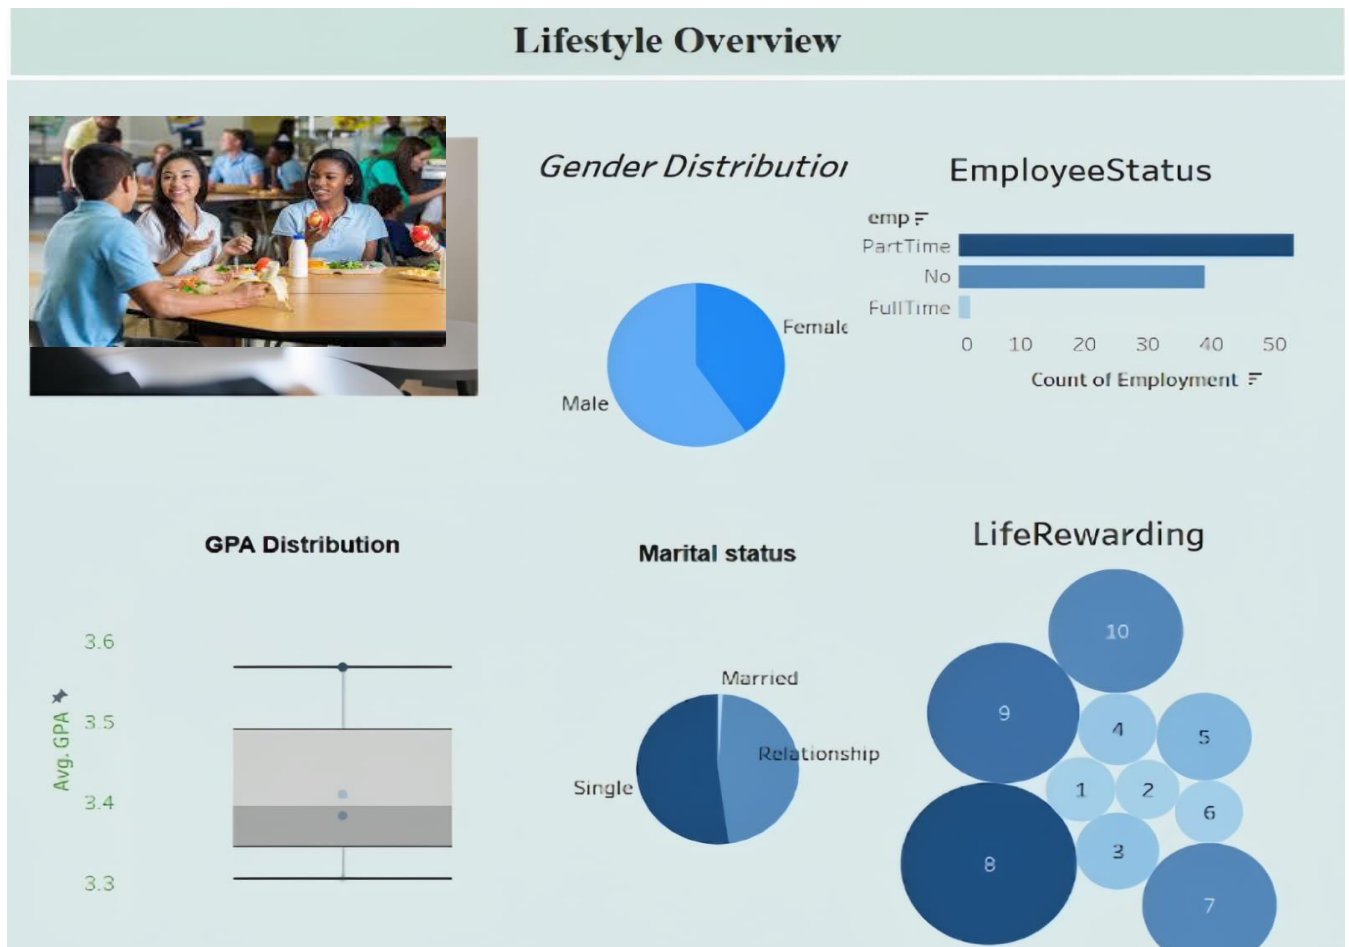 Lifestyle Overview
Gender Distribution
Female
Male
EmployeeStatus
emp
PartTime
No
FullTime
0 10 20 30 40 50
Count of Employment
GPA Distribution
3.6
3.5
3.4
3.3
Avg. GPA
Marital status
Married
Relationship
Single
LifeRewarding
10
9
4
5
1
2
6
3
8
7